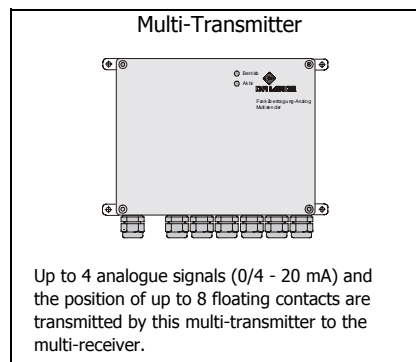 Multi-Transmitter
Betrieb
Aktiv
Funkübertragung-Analog
Multisender
Up to 4 analogue signals (0/4 - 20 mA) and
the position of up to 8 floating contacts are
transmitted by this multi-transmitter to the
multi-receiver.